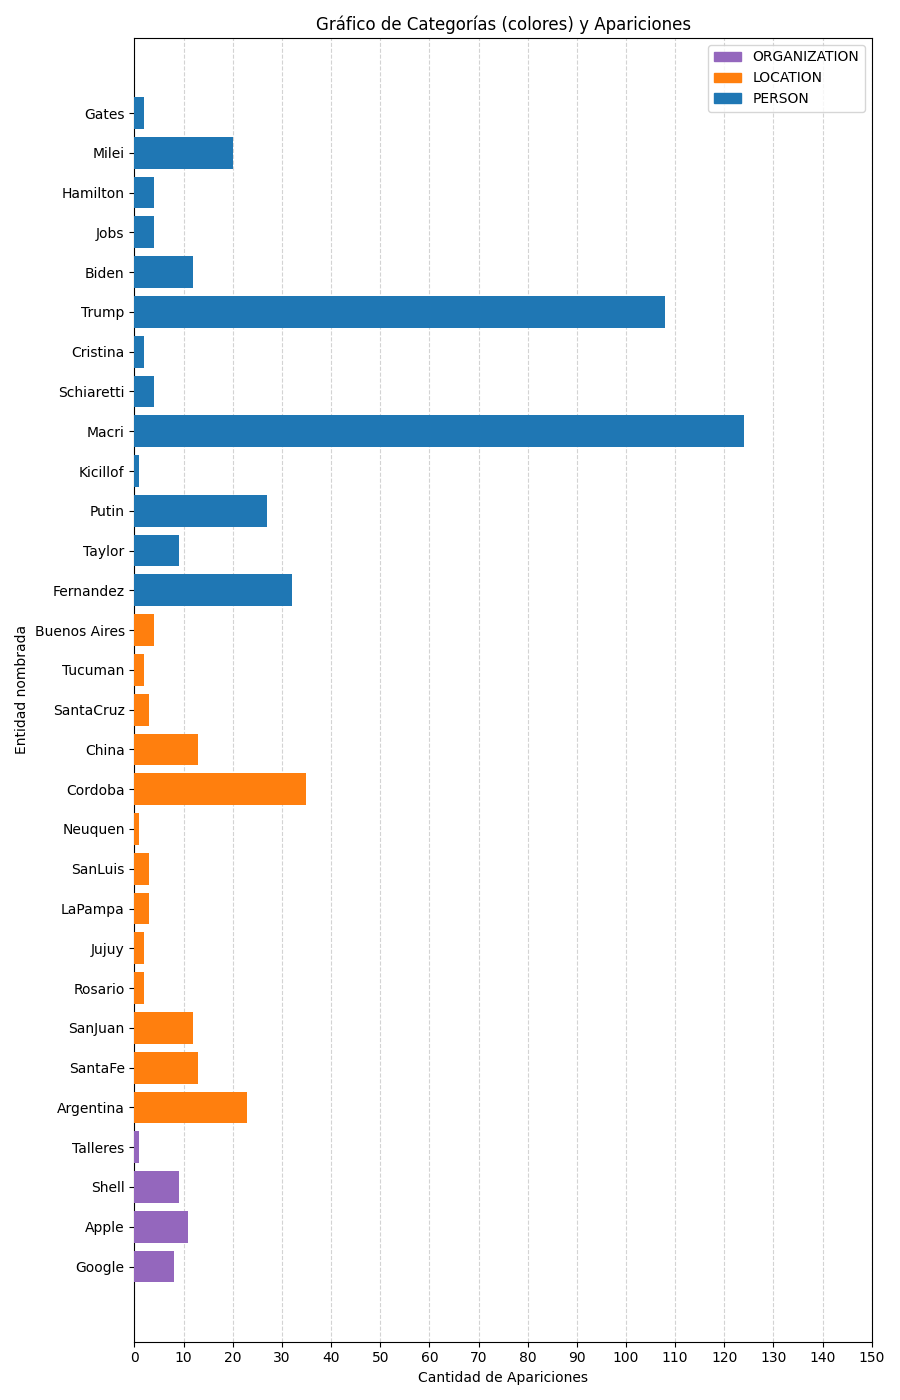 Gráfico de Categorías (colores) y Apariciones
ORGANIZATION
LOCATION
PERSON
Gates
Milei
Hamilton
Jobs
Biden
Trump
Cristina
Schiaretti
Macri
Kicillof
Putin
Taylor
Fernandez
Buenos Aires
Tucuman
SantaCruz
China
Cordoba
Neuquen
SanLuis
LaPampa
Jujuy
Rosario
SanJuan
SantaFe
Argentina
Talleres
Shell
Apple
Google
Entidad nombrada
0 10 20 30 40 50 60 70 80 90 100 110 120 130 140 150
Cantidad de Apariciones